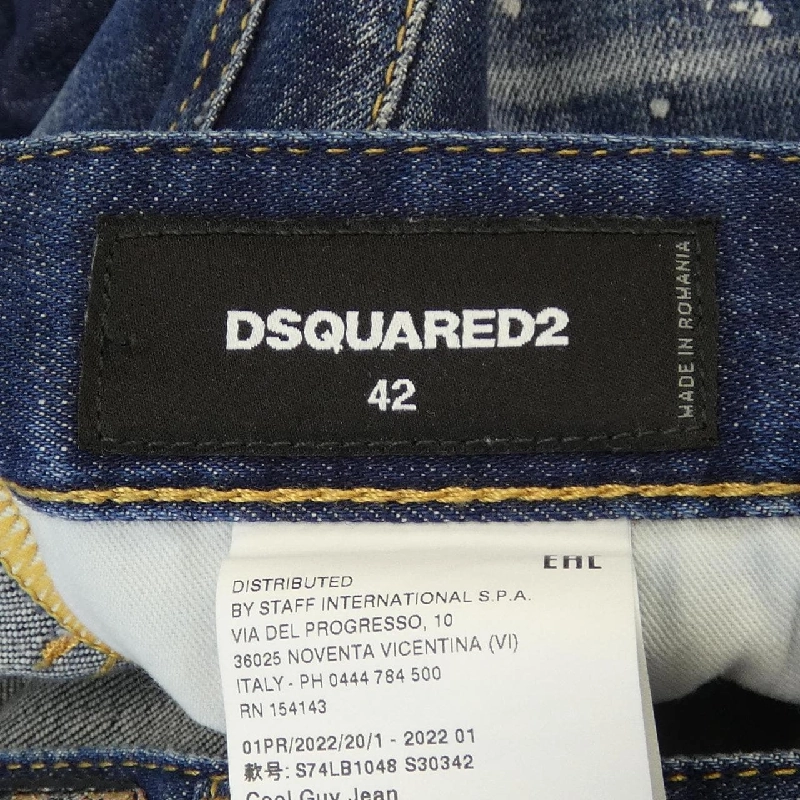 DSQUARED2
42
MADE IN ROMANIA
EAC
DISTRIBUTED
BY STAFF INTERNATIONAL S.P.A.
VIA DEL PROGRESSO, 10
36025 NOVENTA VICENTINA (VI)
ITALY - PH 0444 784 500
RN 154143
01PR/2022/20/1 - 2022 01
款号: S74LB1048 S30342
Cool Guy Jean